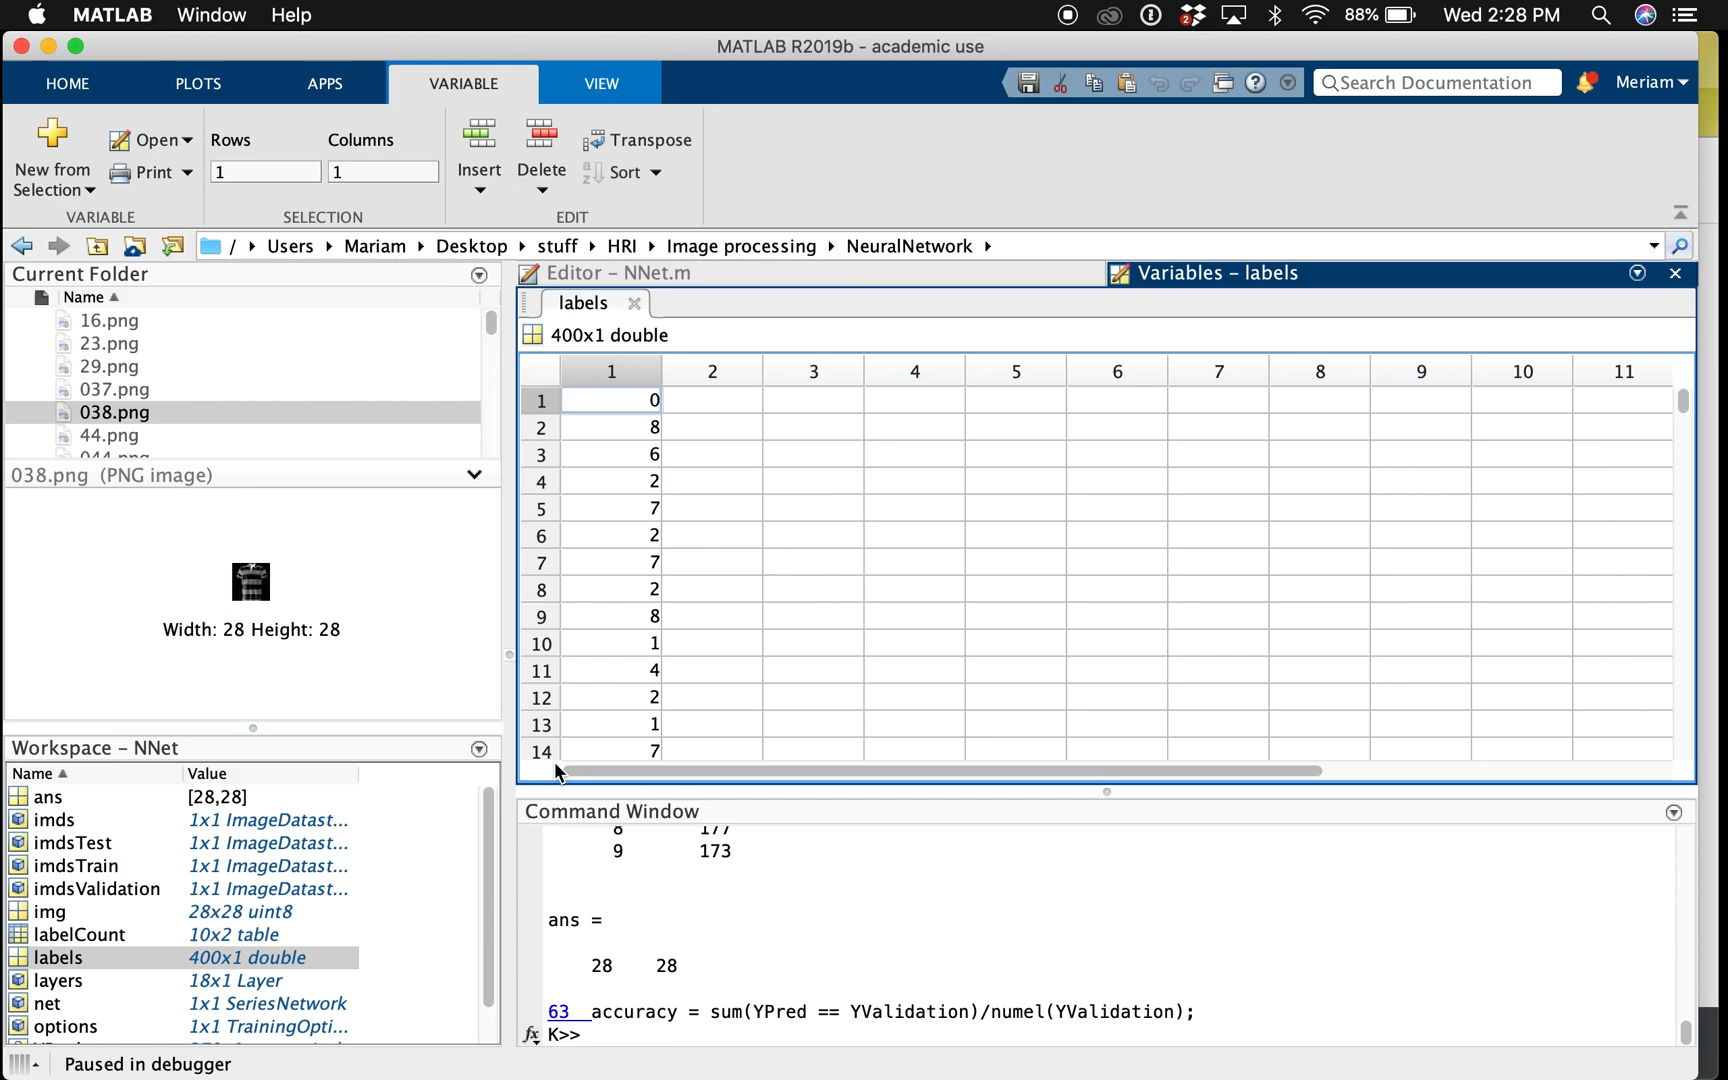 MATLAB Window Help 2 88% Wed 2:28 PM
MATLAB R2019b - academic use
HOME PLOTS APPS VARIABLE VIEW Search Documentation Meriam
New from Selection Open Print Rows 1 Columns 1 Insert Delete Transpose Sort
VARIABLE SELECTION EDIT
/ Users Mariam Desktop stuff HRI Image processing NeuralNetwork
Current Folder
Name
16.png
23.png
29.png
037.png
038.png
44.png
038.png (PNG image)
Width: 28 Height: 28
Workspace - NNet
Name Value
ans [28,28]
imds 1x1 ImageDatast...
imdsTest 1x1 ImageDatast...
imdsTrain 1x1 ImageDatast...
imdsValidation 1x1 ImageDatast...
img 28x28 uint8
labelCount 10x2 table
labels 400x1 double
layers 18x1 Layer
net 1x1 SeriesNetwork
options 1x1 TrainingOpti...
Editor - NNet.m Variables - labels
labels
400x1 double
1 2 3 4 5 6 7 8 9 10 11
1 0
2 8
3 6
4 2
5 7
6 2
7 7
8 2
9 8
10 1
11 4
12 2
13 1
14 7
Command Window
8 177
9 173
ans =
28 28
63 accuracy = sum(YPred == YValidation)/numel(YValidation);
fx K>>
Paused in debugger